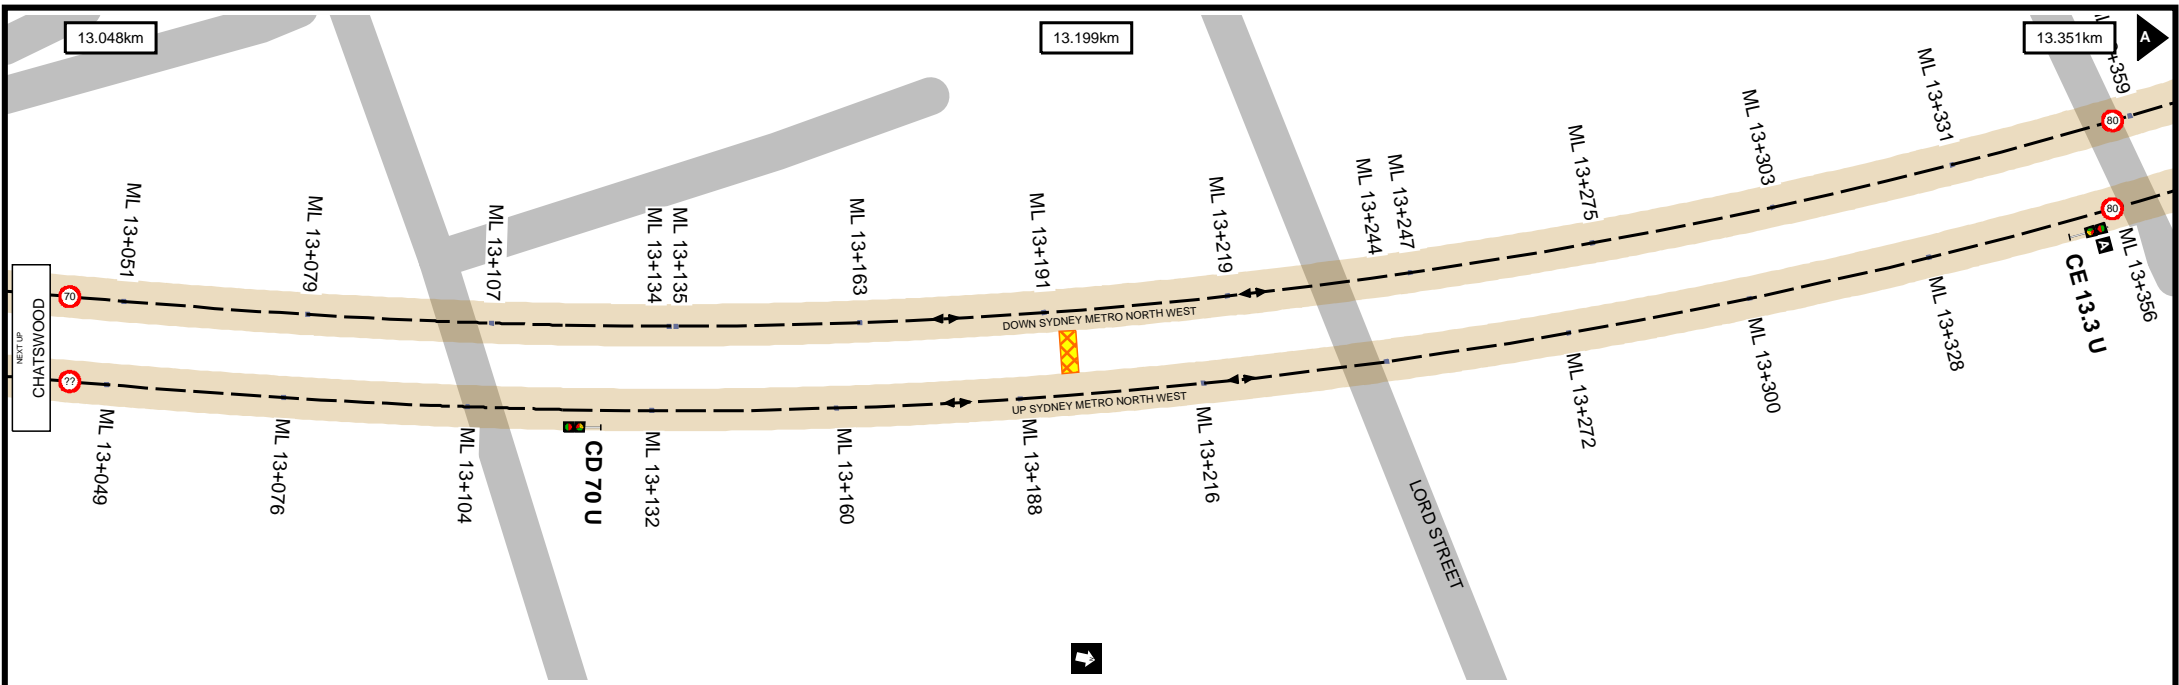 13.048km
13.199km
13.351km
A
ML 13+051
ML 13+079
ML 13+107
ML 13+134
ML 13+135
ML 13+163
ML 13+191
ML 13+219
ML 13+244
ML 13+247
ML 13+275
ML 13+303
ML 13+331
+359
80
80
70
??
NEXT UP
CHATSWOOD
DOWN SYDNEY METRO NORTH WEST
UP SYDNEY METRO NORTH WEST
ML 13+049
ML 13+076
ML 13+104
CD 70 U
ML 13+132
ML 13+160
ML 13+188
ML 13+216
LORD STREET
ML 13+272
ML 13+300
ML 13+328
A
CE 13.3 U
ML 13+356